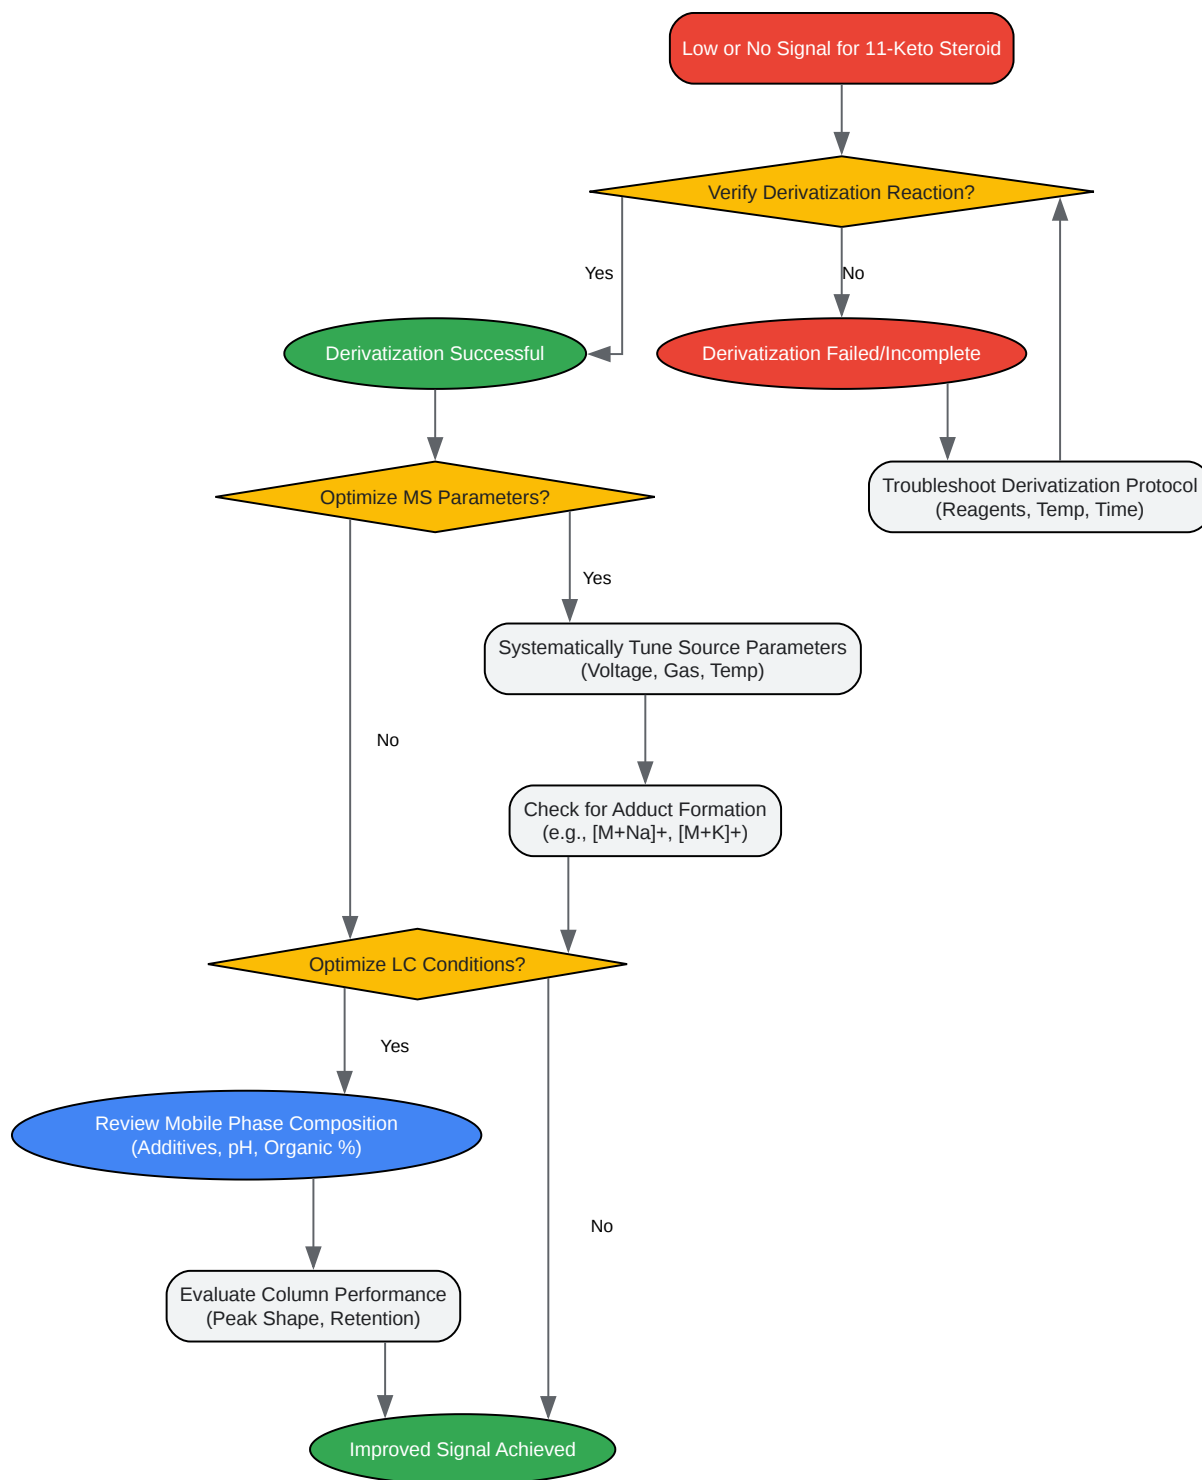 Low or No Signal for 11-Keto Steroid
Verify Derivatization Reaction?
Yes
No
Derivatization Successful
Derivatization Failed/Incomplete
Optimize MS Parameters?
Troubleshoot Derivatization Protocol
(Reagents, Temp, Time)
Yes
Systematically Tune Source Parameters
(Voltage, Gas, Temp)
No
Check for Adduct Formation
(e.g., [M+Na]+, [M+K]+)
Optimize LC Conditions?
Yes
Review Mobile Phase Composition
(Additives, pH, Organic %)
No
Evaluate Column Performance
(Peak Shape, Retention)
Improved Signal Achieved